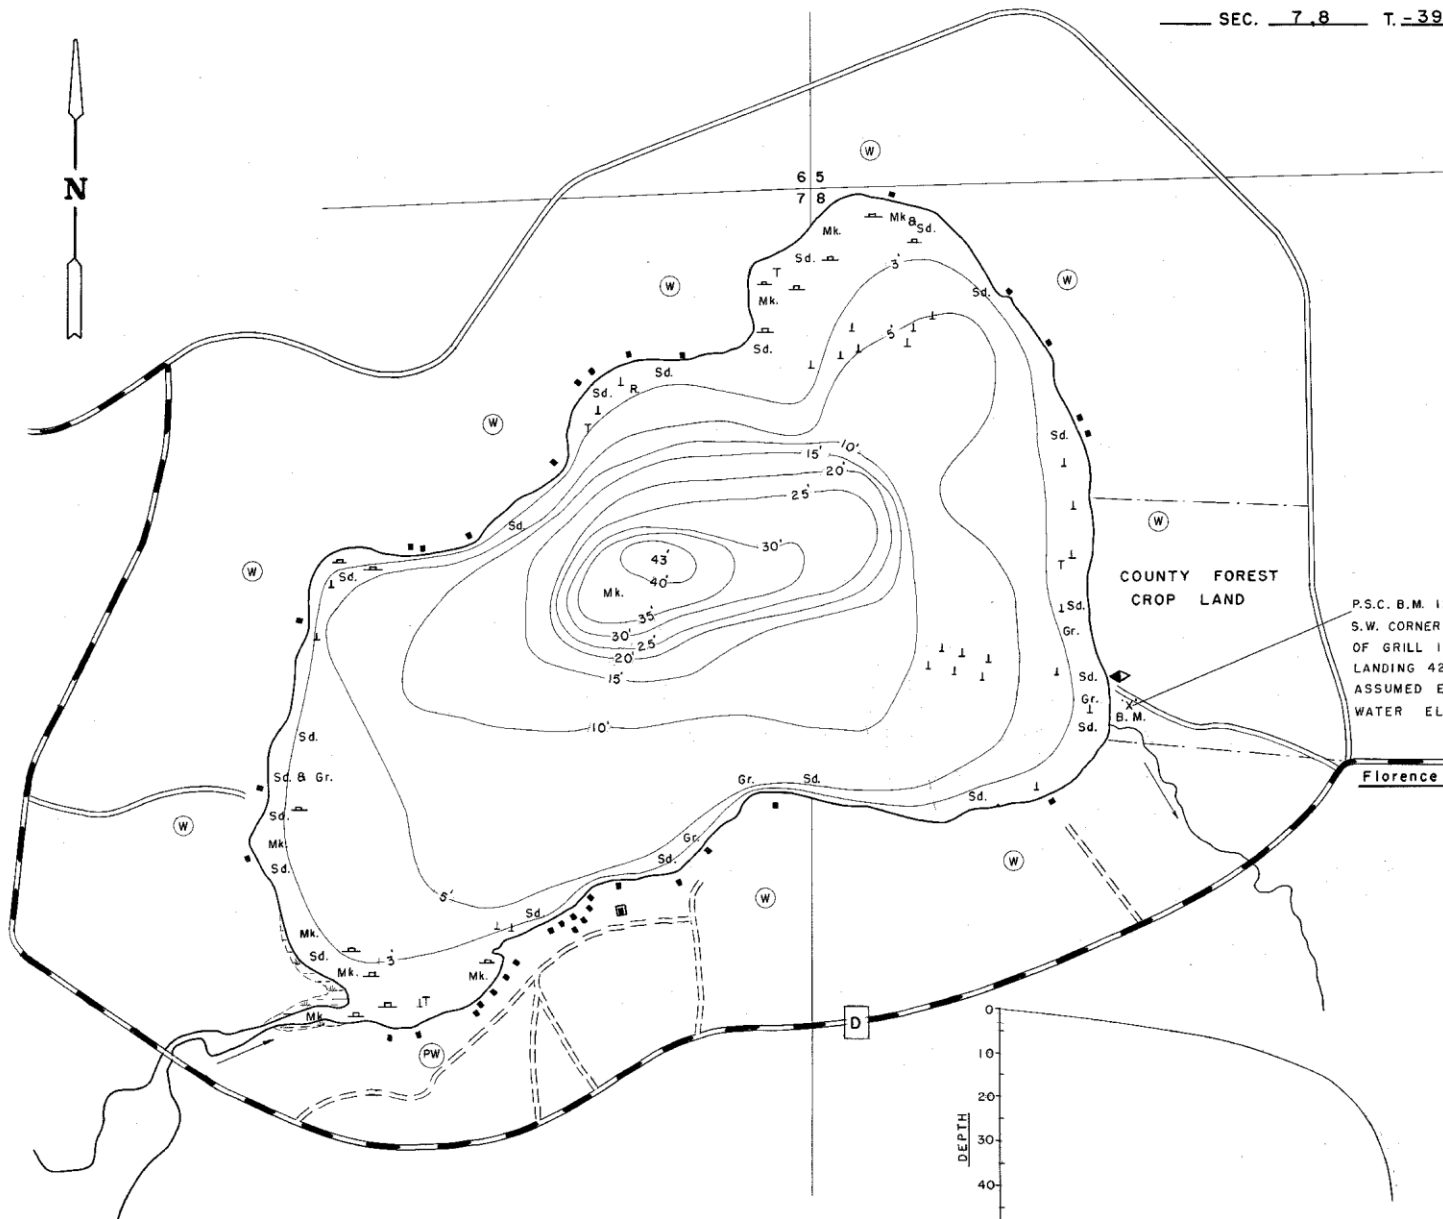 SEC. 7,8 T.-39
N
W
6 5
7 8
Mk. Mk & Sd.
Sd.
T
Mk.
Sd.
3'
Sd.
W
W
5'
Sd.
Sd. R.
T
W
Sd.
10'
15'
20'
25'
Sd.
W
30'
43'
40'
Mk.
35'
30'
25'
20'
15'
W
Sd.
T
COUNTY FOREST
CROP LAND
Sd.
Gr.
P.S.C. B.M. I
S.W. CORNER
OF GRILL I
LANDING 42
ASSUMED E
WATER EL
Sd.
Gr.
X
B.M.
Sd.
10'
Sd.
Sd. & Gr.
Gr. Sd.
Florence
Sd.
Sd.
W
Mk.
Sd.
Gr.
Sd.
W
W
5'
Sd.
Mk.
Sd.
3'
Mk.
Mk.
T
Mk
PW
D
0
10
20
30
40
DEPTH